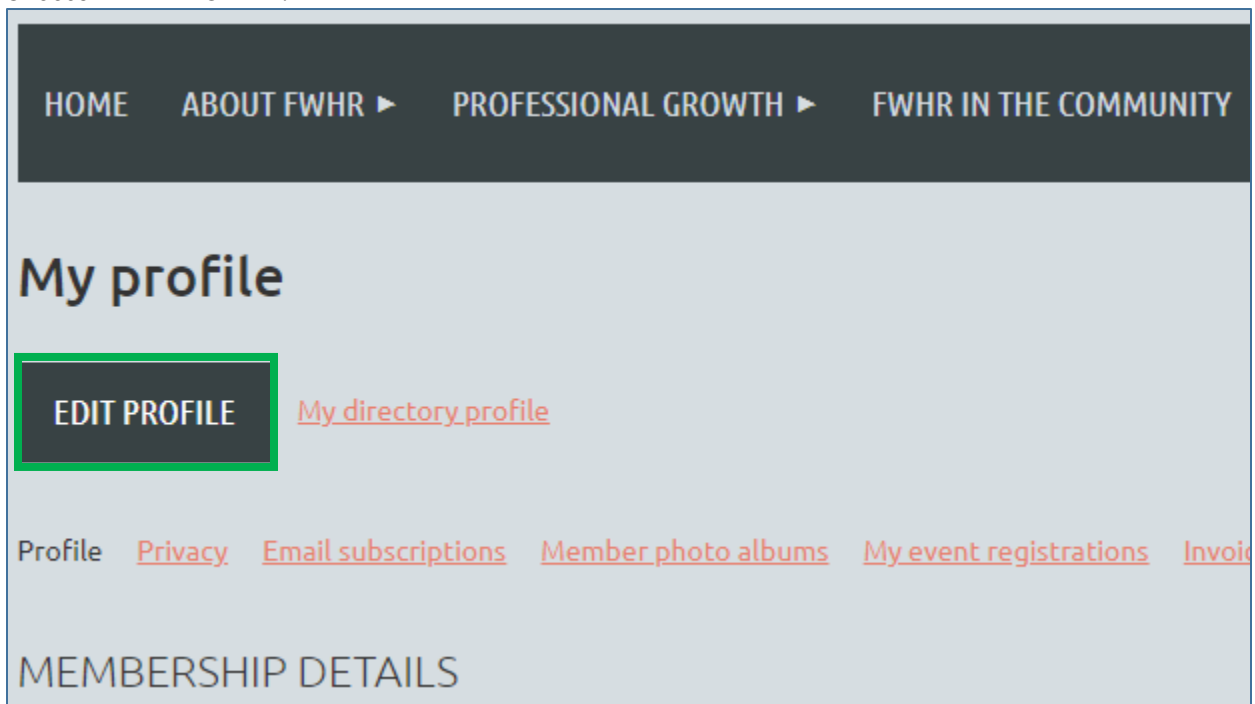 HOME ABOUT FWHR ► PROFESSIONAL GROWTH ► FWHR IN THE COMMUNITY
My profile
EDIT PROFILE My directory profile
Profile Privacy Email subscriptions Member photo albums My event registrations
MEMBERSHIP DETAILS